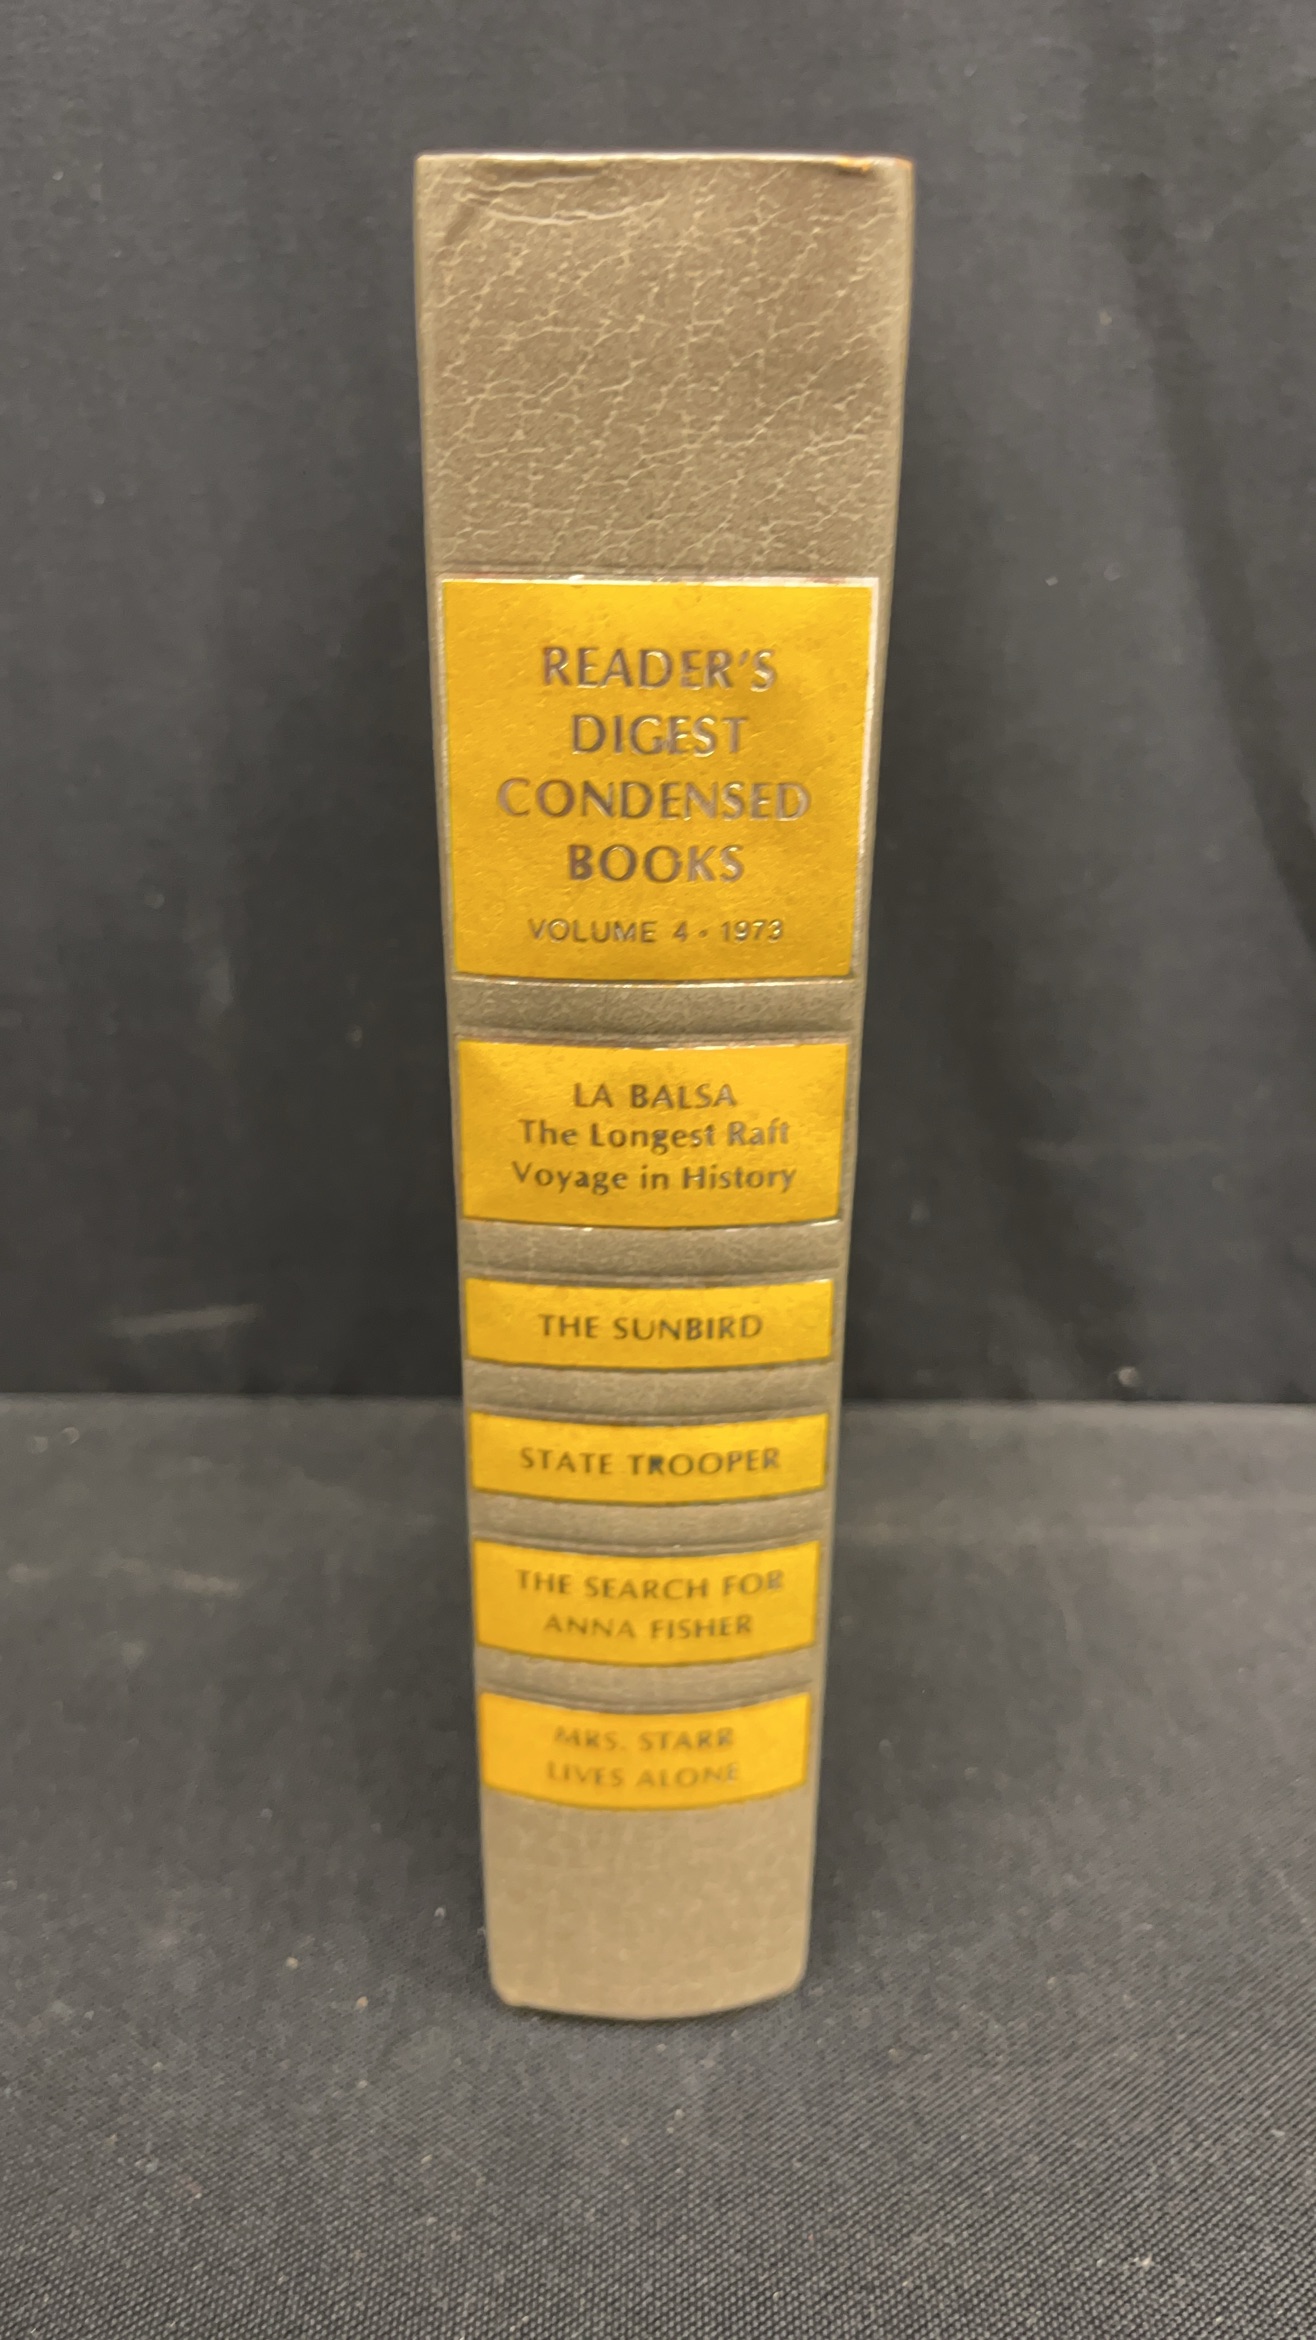 READER'S
DIGEST
CONDENSED
BOOKS
VOLUME 4 • 1973
LA BALSA
The Longest Raft
Voyage in History
THE SUNBIRD
STATE TROOPER
THE SEARCH FOR
ANNA FISHER
MRS. STARR
LIVES ALONE